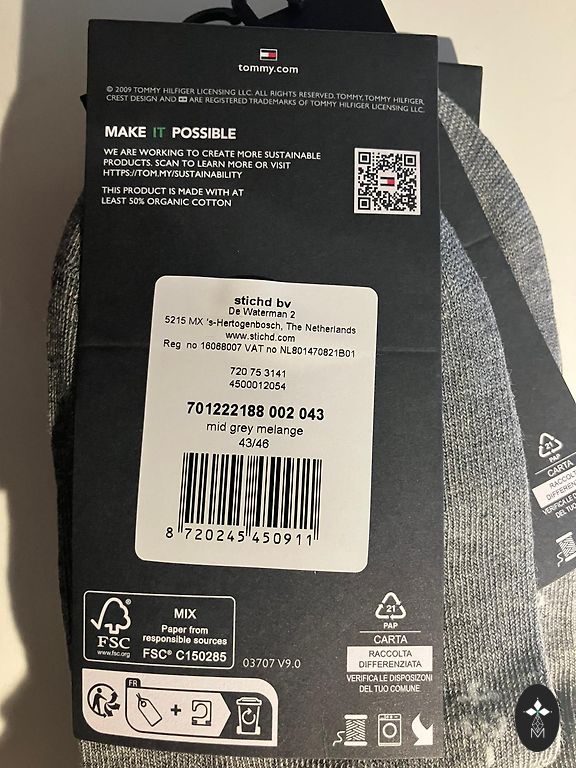 tommy.com
© 2009 TOMMY HILFIGER LICENSING LLC. ALL RIGHTS RESERVED. TOMMY, TOMMY HILFIGER,
CREST DESIGN AND ARE REGISTERED TRADEMARKS OF TOMMY HILFIGER LICENSING LLC.
MAKE IT POSSIBLE
WE ARE WORKING TO CREATE MORE SUSTAINABLE
PRODUCTS. SCAN TO LEARN MORE OR VISIT
HTTPS://TOM.MY/SUSTAINABILITY
THIS PRODUCT IS MADE WITH AT
LEAST 50% ORGANIC COTTON
stichd bv
De Waterman 2
5215 MX 's-Hertogenbosch, The Netherlands
www.stichd.com
Reg no 16068007 VAT no NL801470821B01
720 75 3141
4500012054
701222188 002 043
mid grey melange
43/46
8 720245 450911
FSC
www.fsc.org
MIX
Paper from
responsible sources
FSC® C150285
03707 V9.0
FR
+
21
PAP
CARTA
RACCOLTA
DIFFERENZIATA
VERIFICA LE DISPOSIZIONI
DEL TUO COMUNE
21
PAP
CARTA
RACCOLTA
VERIFICA LE
DEL TUO
M